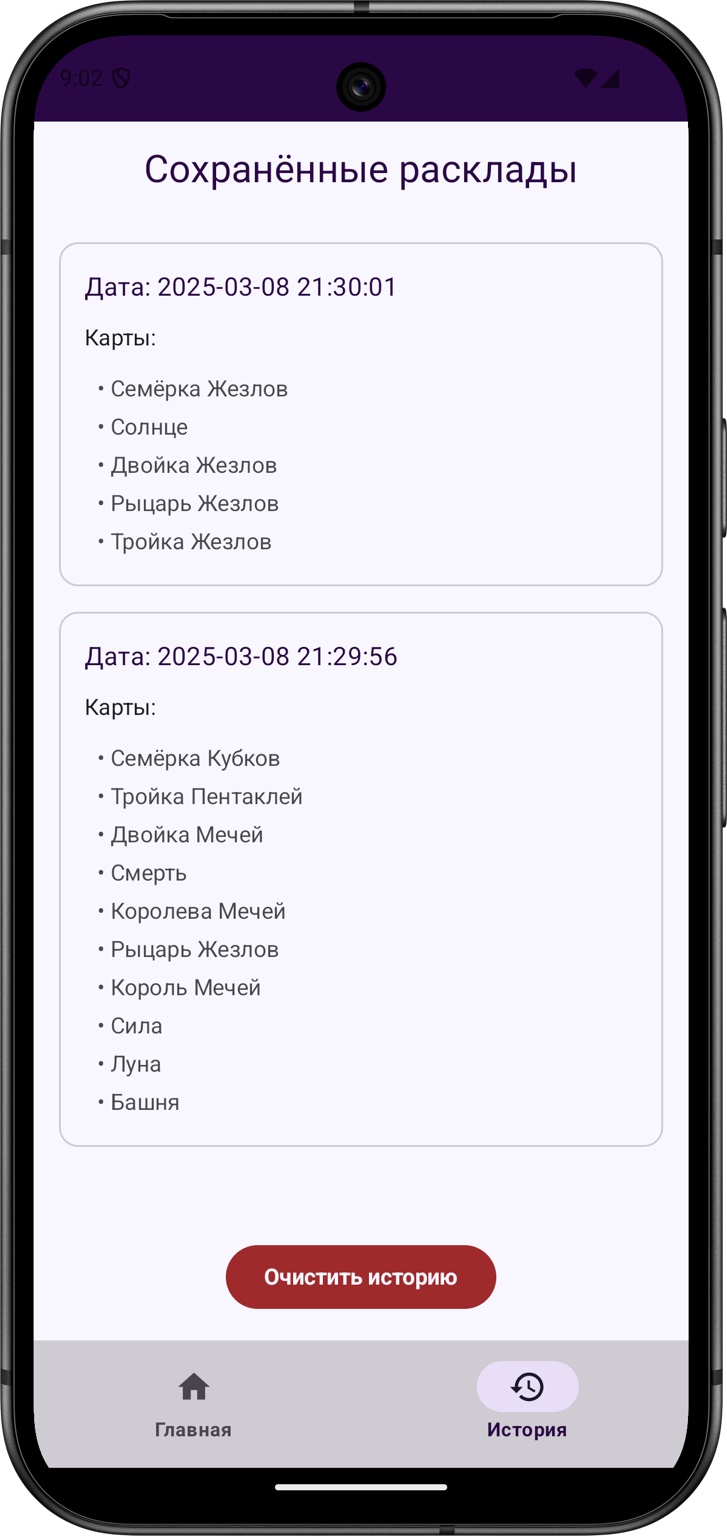 9:02
Сохранённые расклады
Дата: 2025-03-08 21:30:01
Карты:
• Семёрка Жезлов
• Солнце
• Двойка Жезлов
• Рыцарь Жезлов
• Тройка Жезлов
Дата: 2025-03-08 21:29:56
Карты:
• Семёрка Кубков
• Тройка Пентаклей
• Двойка Мечей
• Смерть
• Королева Мечей
• Рыцарь Жезлов
• Король Мечей
• Сила
• Луна
• Башня
Очистить историю
Главная
История